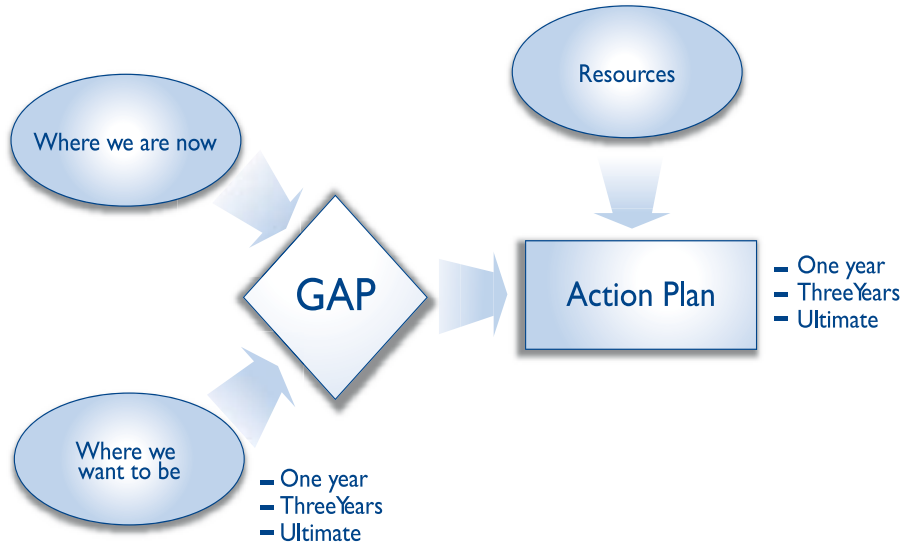 Resources
Where we are now
GAP
Action Plan
– One year
– ThreeYears
– Ultimate
Where we
want to be
– One year
– ThreeYears
– Ultimate